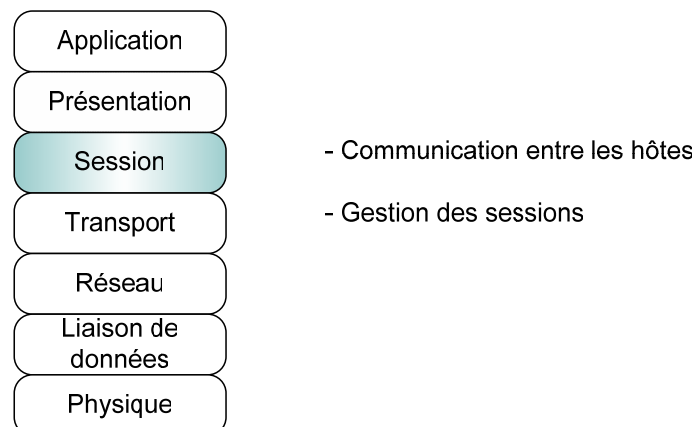 Application
Présentation
Session
Transport
Réseau
Liaison de
données
Physique
- Communication entre les hôtes
- Gestion des sessions